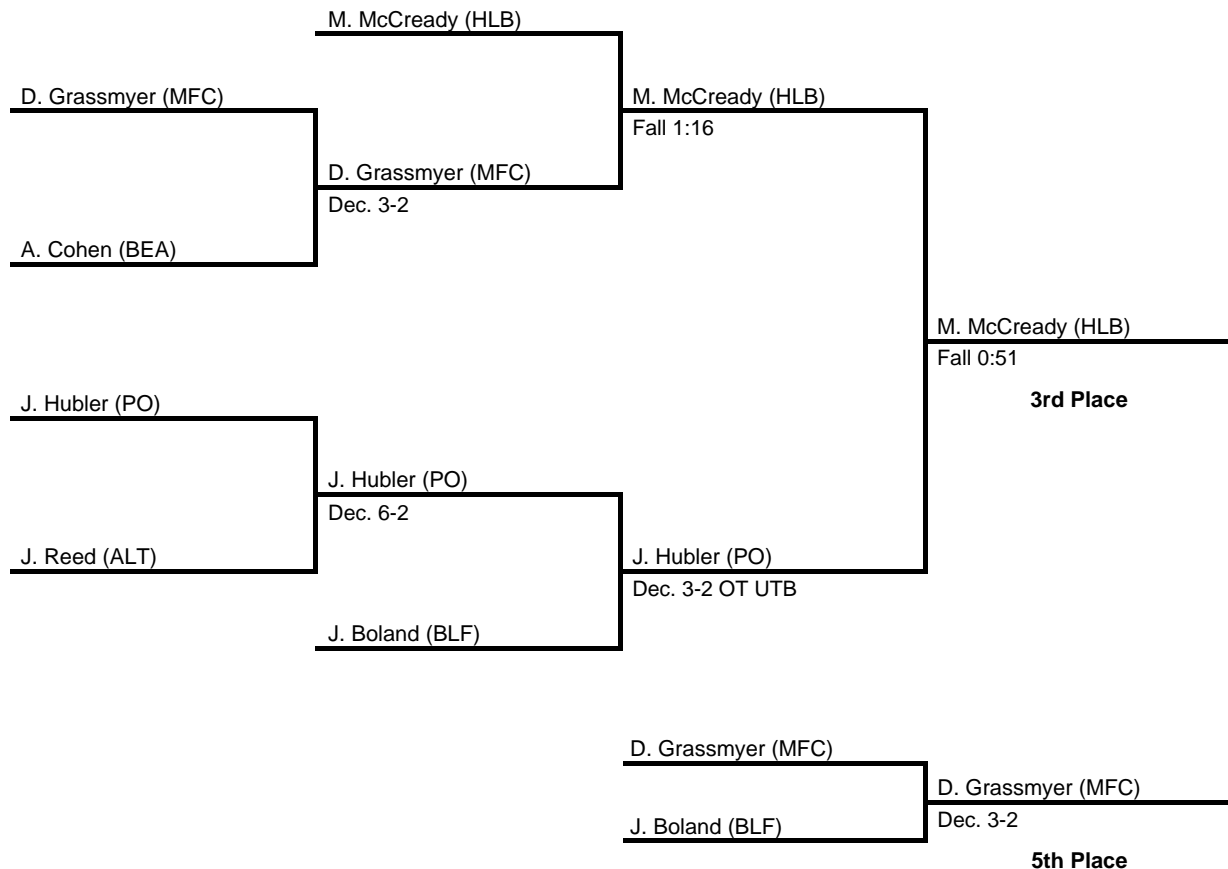 M. McCready (HLB)
D. Grassmyer (MFC)
M. McCready (HLB)
Fall 1:16
D. Grassmyer (MFC)
Dec. 3-2
A. Cohen (BEA)
M. McCready (HLB)
Fall 0:51
3rd Place
J. Hubler (PO)
J. Hubler (PO)
Dec. 6-2
J. Reed (ALT)
J. Hubler (PO)
Dec. 3-2 OT UTB
J. Boland (BLF)
D. Grassmyer (MFC)
D. Grassmyer (MFC)
Dec. 3-2
J. Boland (BLF)
5th Place